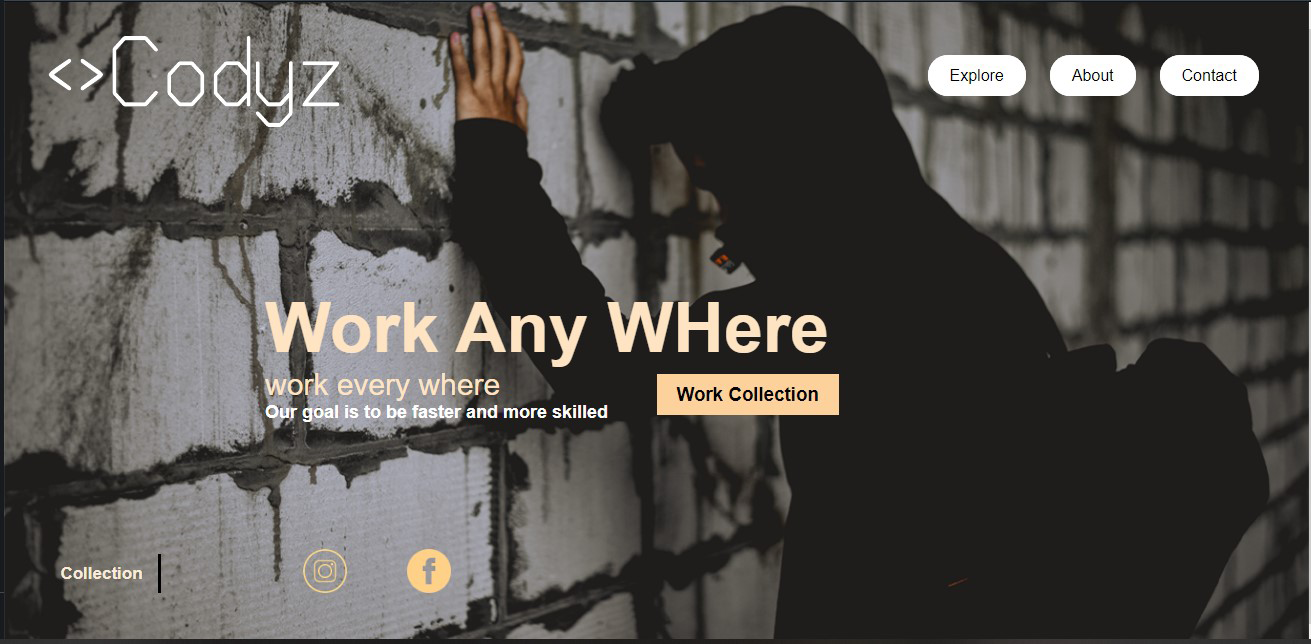 <>Codyz
Explore
About
Contact
Work Any WHere
work every where
Our goal is to be faster and more skilled
Work Collection
Collection